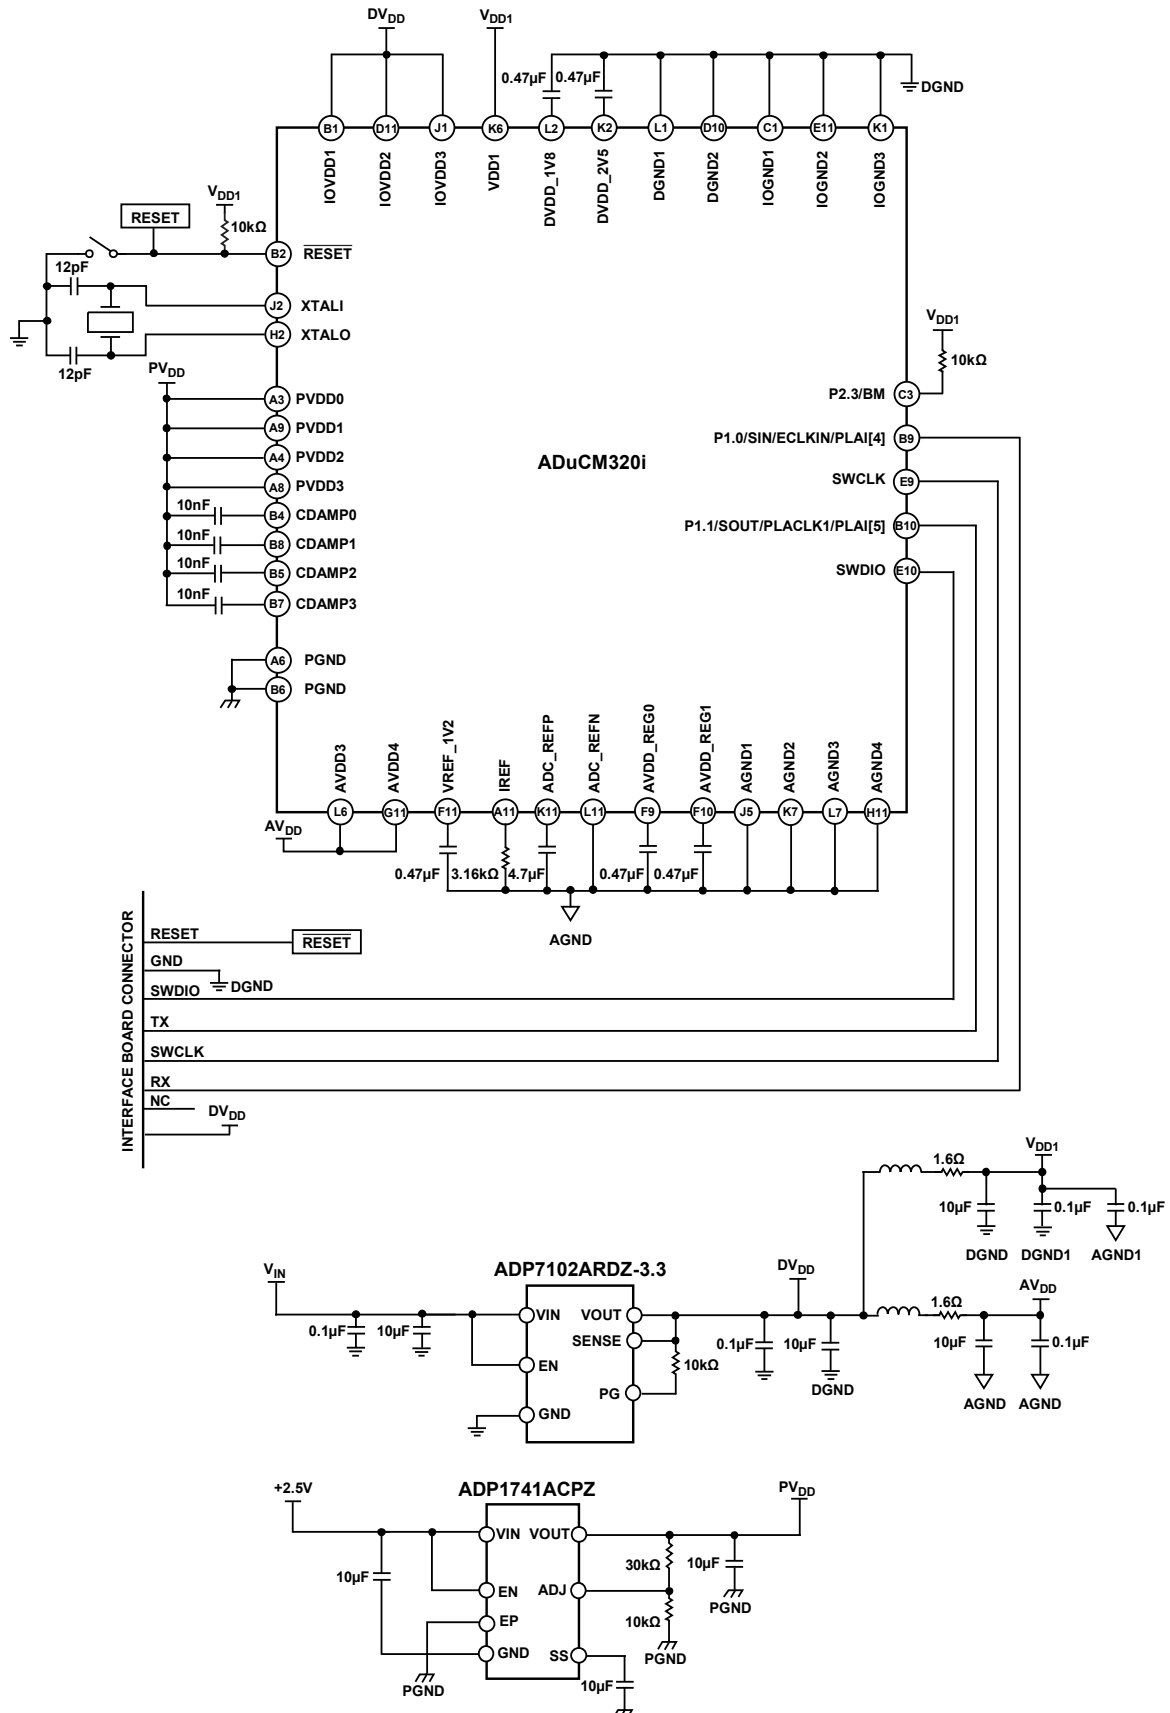 DVDD
VDD1
0.47µF
0.47µF
DGND
B1
D11
J1
K6
L2
K2
L1
D10
C1
E11
K1
IOVDD1
IOVDD2
IOVDD3
VDD1
DVDD_1V8
DVDD_2V5
DGND1
DGND2
IOGND1
IOGND2
IOGND3
VDD1
RESET
10kΩ
B2
RESET
12pF
J2
XTALI
H2
XTALO
12pF
PVDD
A3
PVDD0
A9
PVDD1
A4
PVDD2
A8
PVDD3
10nF
B4
CDAMP0
10nF
B8
CDAMP1
10nF
B5
CDAMP2
10nF
B7
CDAMP3
A6
PGND
B6
PGND
ADuCM320i
VDD1
10kΩ
P2.3/BM
C3
P1.0/SIN/ECLKIN/PLAI[4]
B9
SWCLK
E9
P1.1/SOUT/PLACLK1/PLAI[5]
B10
SWDIO
E10
AVDD3
AVDD4
VREF_1V2
IREF
ADC_REFP
ADC_REFN
AVDD_REG0
AVDD_REG1
AGND1
AGND2
AGND3
AGND4
L6
G11
F11
A11
K11
L11
F9
F10
J5
K7
L7
H11
AVDD
0.47µF
3.16kΩ
4.7µF
0.47µF
0.47µF
AGND
INTERFACE BOARD CONNECTOR
RESET
RESET
GND
DGND
SWDIO
TX
SWCLK
RX
NC
DVDD
VDD1
1.6Ω
10µF
0.1µF
0.1µF
DGND
DGND1
AGND1
ADP7102ARDZ-3.3
VIN
DVDD
AVDD
VIN
VOUT
1.6Ω
0.1µF
10µF
SENSE
0.1µF
10µF
10µF
0.1µF
EN
10kΩ
DGND
PG
AGND
AGND
GND
ADP1741ACPZ
+2.5V
PVDD
VIN
VOUT
10µF
30kΩ
10µF
EN
ADJ
PGND
EP
10kΩ
GND
SS
PGND
PGND
10µF